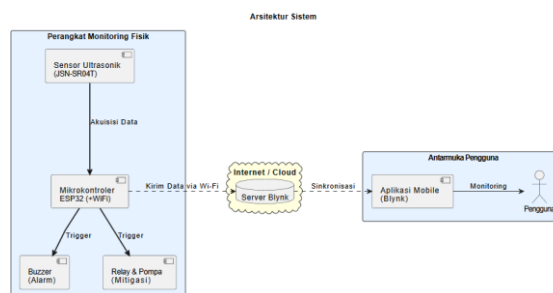 Arsitektur Sistem
Perangkat Monitoring Fisik
Sensor Ultrasonik
(JSN-SR04T)
Akuisisi Data
Mikrokontroler
ESP32 (+WiFi)
Kirim Data via Wi-Fi
Internet / Cloud
Server Blynk
Sinkronisasi
Antarmuka Pengguna
Aplikasi Mobile
(Blynk)
Monitoring
Pengguna
Trigger
Trigger
Buzzer
(Alarm)
Relay & Pompa
(Mitigasi)